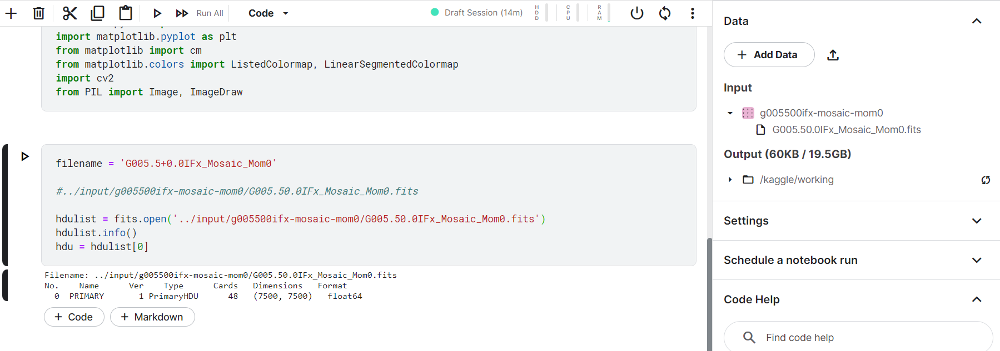 Run All
Code
Draft Session (14m)
HDD
CPU
RAM
import matplotlib.pyplot as plt
from matplotlib import cm
from matplotlib.colors import ListedColormap, LinearSegmentedColormap
import cv2
from PIL import Image, ImageDraw
filename = 'G005.5+0.0IFx_Mosaic_Mom0'
#../input/g005500ifx-mosaic-mom0/G005.50.0IFx_Mosaic_Mom0.fits
hdulist = fits.open('../input/g005500ifx-mosaic-mom0/G005.50.0IFx_Mosaic_Mom0.fits')
hdulist.info()
hdu = hdulist[0]
Filename: ../input/g005500ifx-mosaic-mom0/G005.50.0IFx_Mosaic_Mom0.fits
No. Name Ver Type Cards Dimensions Format
0 PRIMARY 1 PrimaryHDU 48 (7500, 7500) float64
+ Code + Markdown
Data
+ Add Data
Input
g005500ifx-mosaic-mom0
G005.50.0IFx_Mosaic_Mom0.fits
Output (60KB / 19.5GB)
/kaggle/working
Settings
Schedule a notebook run
Code Help
Find code help